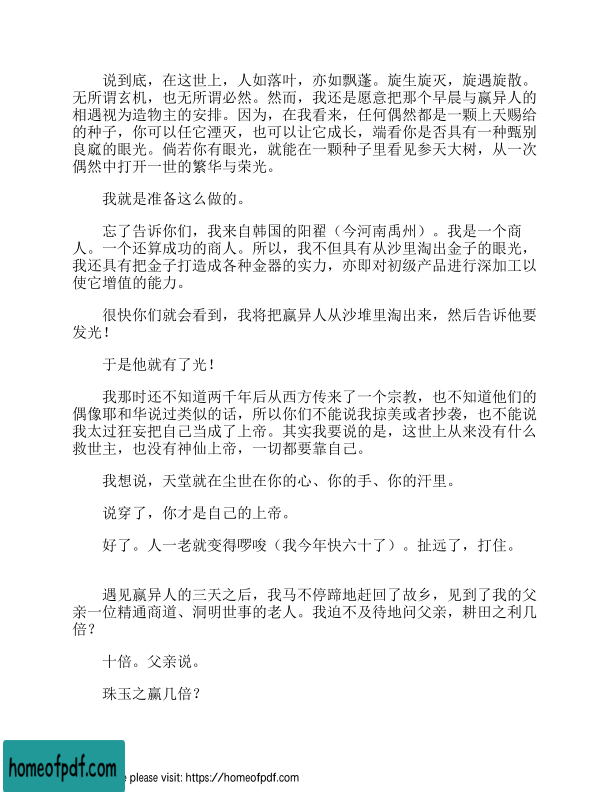 说到底，在这世上，人如落叶，亦如飘蓬。旋生旋灭，旋遇旋散。
无所谓玄机，也无所谓必然。然而，我还是愿意把那个早晨与嬴异人的
相遇视为造物主的安排。因为，在我看来，任何偶然都是一颗上天赐给
的种子，你可以任它湮灭，也可以让它成长，端看你是否具有一种甄别
良窳的眼光。倘若你有眼光，就能在一颗种子里看见参天大树，从一次
偶然中打开一世的繁华与荣光。
我就是准备这么做的。
忘了告诉你们，我来自韩国的阳翟（今河南禹州）。我是一个商
人。一个还算成功的商人。所以，我不但具有从沙里淘出金子的眼光，
我还具有把金子打造成各种金器的实力，亦即对初级产品进行深加工以
使它增值的能力。
很快你们就会看到，我将把嬴异人从沙堆里淘出来，然后告诉他要
发光！
于是他就有了光！
我那时还不知道两千年后从西方传来了一个宗教，也不知道他们的
偶像耶和华说过类似的话，所以你们不能说我掠美或者抄袭，也不能说
我太过狂妄把自己当成了上帝。其实我要说的是，这世上从来没有什么
救世主，也没有神仙上帝，一切都要靠自己。
我想说，天堂就在尘世在你的心、你的手、你的汗里。
说穿了，你才是自己的上帝。
好了。人一老就变得啰唆（我今年快六十了）。扯远了，打住。
遇见嬴异人的三天之后，我马不停蹄地赶回了故乡，见到了我的父
亲一位精通商道、洞明世事的老人。我迫不及待地问父亲，耕田之利几
倍？
十倍。父亲说。
珠玉之赢几倍？
homeofpdf.com
please visit: https://homeofpdf.com